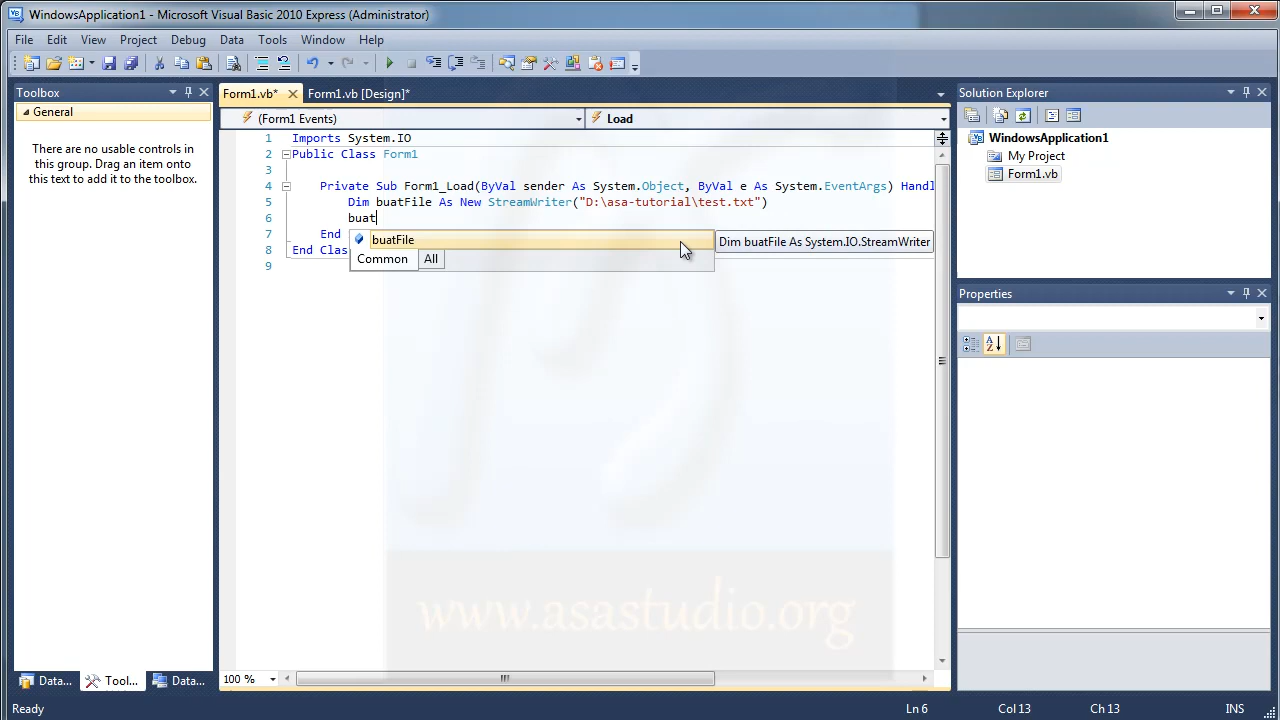 WindowsApplication1 - Microsoft Visual Basic 2010 Express (Administrator)
File Edit View Project Debug Data Tools Window Help
Toolbox
General
There are no usable controls in
this group. Drag an item onto
this text to add it to the toolbox.
Data...
Tool...
Data...
Form1.vb*
Form1.vb [Design]*
(Form1 Events)
Load
1 Imports System.IO
2 Public Class Form1
3
4 Private Sub Form1_Load(ByVal sender As System.Object, ByVal e As System.EventArgs) Handl
5 Dim buatFile As New StreamWriter("D:\asa-tutorial\test.txt")
6 buat
7 End
8 End Clas
9
buatFile
Common All
Dim buatFile As System.IO.StreamWriter
www.asastudio.org
100 %
Solution Explorer
WindowsApplication1
My Project
Form1.vb
Properties
Ready
Ln 6
Col 13
Ch 13
INS